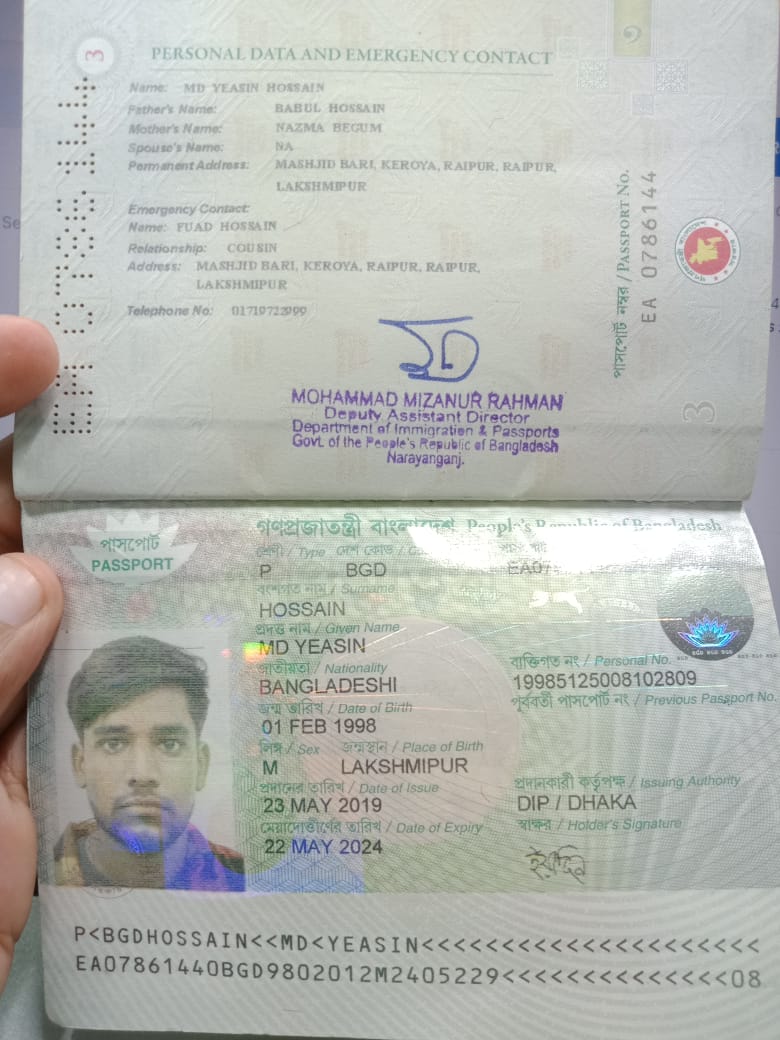 3
PERSONAL DATA AND EMERGENCY CONTACT
Name: MD YEASIN HOSSAIN
Father's Name: BABUL HOSSAIN
Mother's Name: NAZMA BEGUM
Spouse's Name: NA
Permanent Address: MASHJID BARI, KEROYA, RAIPUR, RAIPUR,
LAKSHMIPUR
Emergency Contact:
Name: FUAD HOSSAIN
Relationship: COUSIN
Address: MASHJID BARI, KEROYA, RAIPUR, RAIPUR,
LAKSHMIPUR
Telephone No: 01719722999
EA 0786144
পাসপোর্ট নম্বর / PASSPORT NO.
EA 0786144
3
MOHAMMAD MIZANUR RAHMAN
Deputy Assistant Director
Department of Immigration & Passports
Govt. of the People's Republic of Bangladesh
Narayanganj.
গণপ্রজাতন্ত্রী বাংলাদেশ People's Republic of Bangladesh
পাসপোর্ট
PASSPORT
শ্রেণী / Type দেশ কোড /
P BGD EA07
বংশগত নাম / Surname
HOSSAIN
প্রদত্ত নাম / Given Name
MD YEASIN
জাতীয়তা / Nationality ব্যক্তিগত নং / Personal No.
BANGLADESHI 19985125008102809
জন্ম তারিখ / Date of Birth পূর্ববর্তী পাসপোর্ট নং / Previous Passport No.
01 FEB 1998
লিঙ্গ / Sex জন্মস্থান / Place of Birth
M LAKSHMIPUR
প্রদানের তারিখ / Date of Issue প্রদানকারী কর্তৃপক্ষ / Issuing Authority
23 MAY 2019 DIP / DHAKA
মেয়াদোত্তীর্ণের তারিখ / Date of Expiry স্বাক্ষর / Holder's Signature
22 MAY 2024
P<BGDHOSSAIN<<MD<YEASIN<<<<<<<<<<<<<<<<<<<<<
EA07861440BGD9802012M2405229<<<<<<<<<<<<<<08